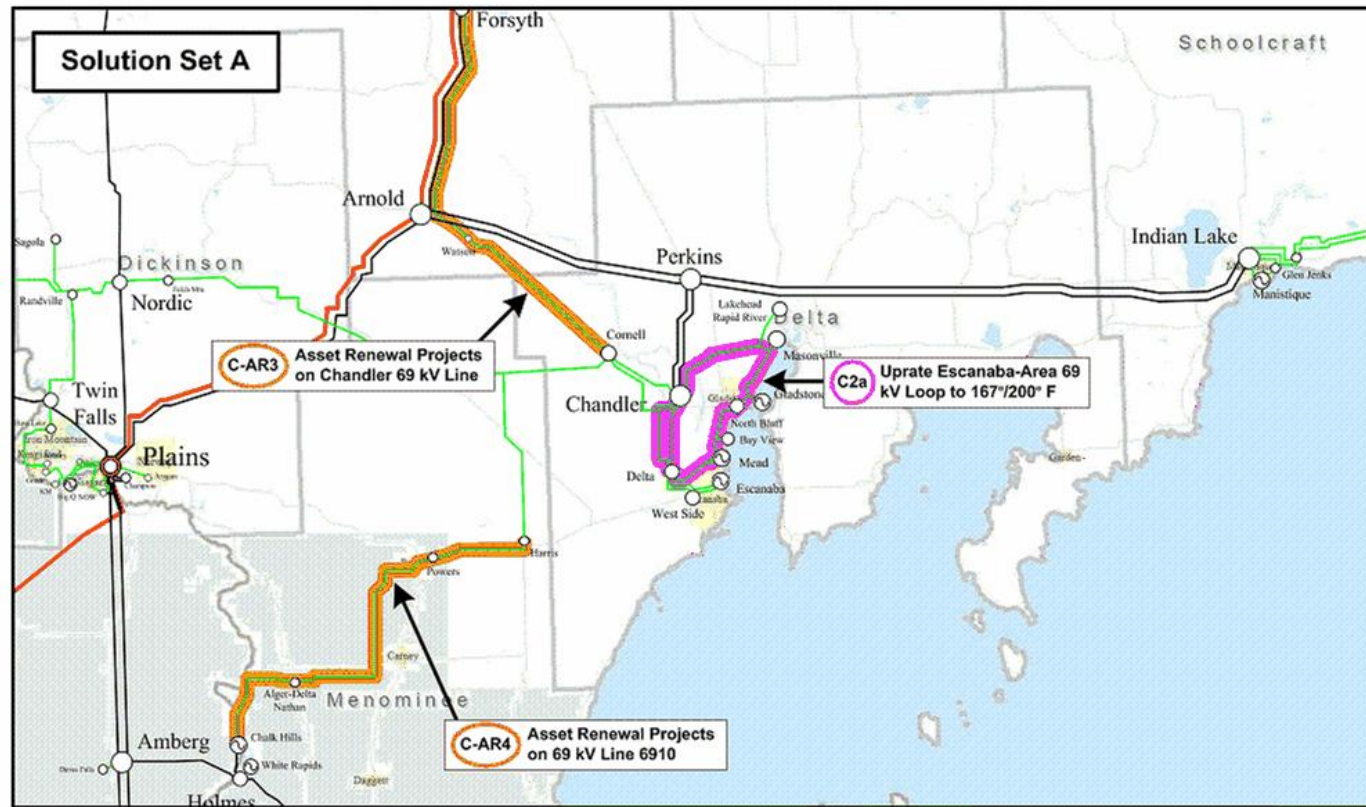 Forsyth
Solution Set A
Schoolcraft
Arnold
Watson
Indian Lake
Sagola
Perkins
Dickinson
Glen Jenks
Randville
Nordic
Manistique
Lakehead
Rapid River
Delta
Cornell
Masonville
C-AR3
Asset Renewal Projects
on Chandler 69 kV Line
C2a
Uprate Escanaba-Area 69
kV Loop to 167°/200° F
Twin
Falls
Chandler
Gladstone
North Bluff
Iron Mountain
Bay View
Plains
Mead
Delta
Escanaba
Garden
West Side
Harris
Powers
Carney
Alger-Delta
Nathan
Menominee
C-AR4
Asset Renewal Projects
on 69 kV Line 6910
Chalk Hills
Amberg
White Rapids
Daggett
Holmes